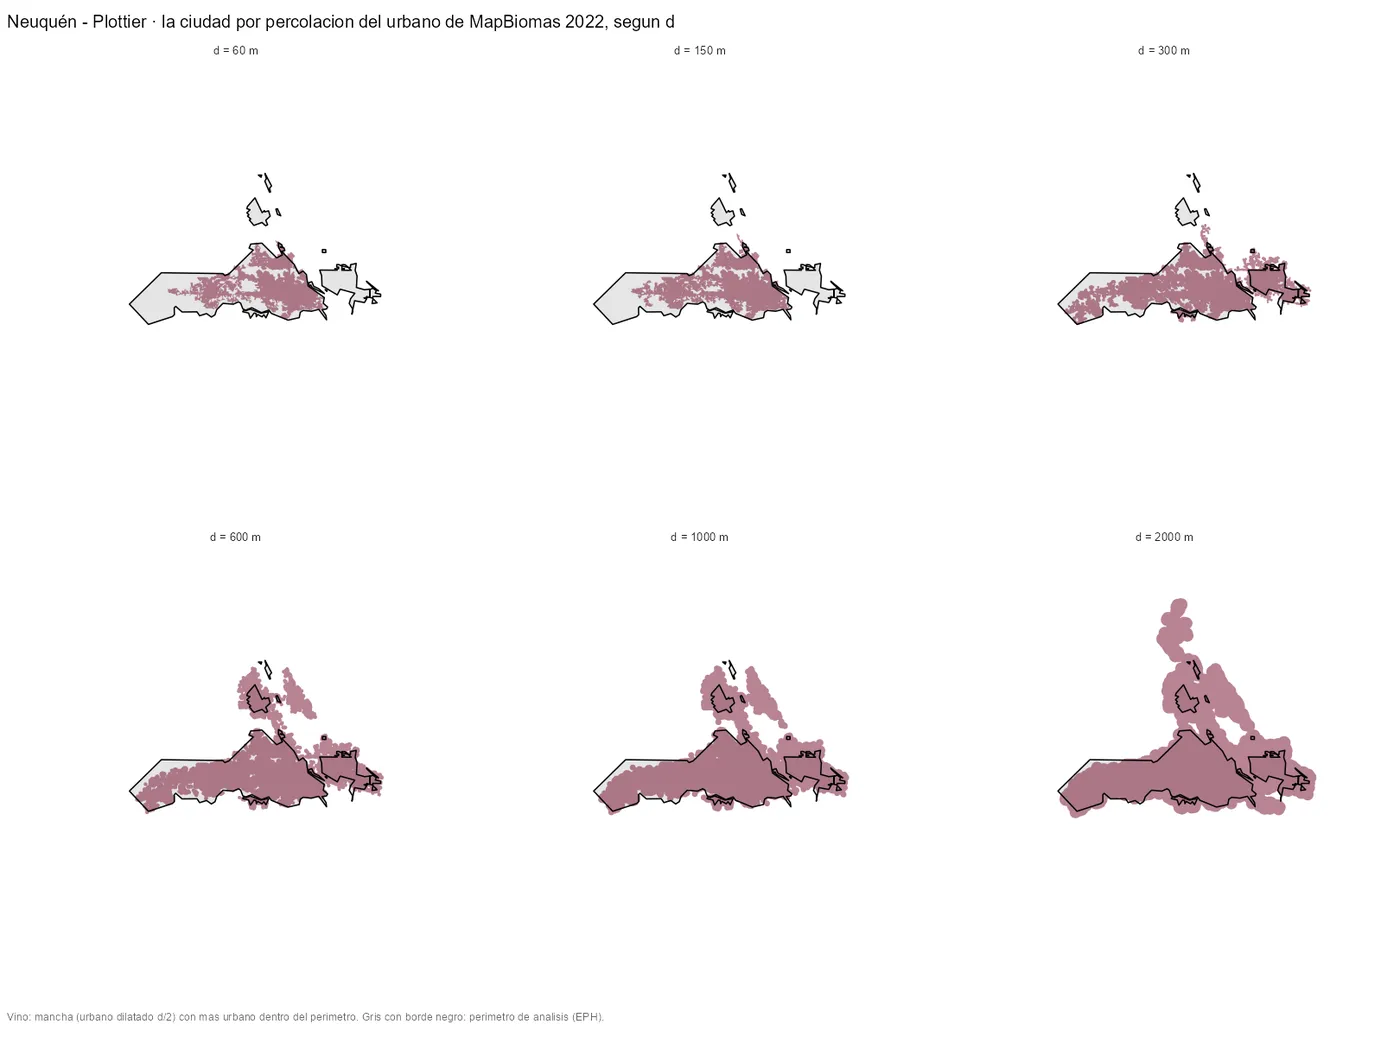 Neuquén - Plottier · la ciudad por percolacion del urbano de MapBiomas 2022, segun d
d = 60 m
d = 150 m
d = 300 m
d = 600 m
d = 1000 m
d = 2000 m
Vino: mancha (urbano dilatado d/2) con mas urbano dentro del perimetro. Gris con borde negro: perimetro de analisis (EPH).